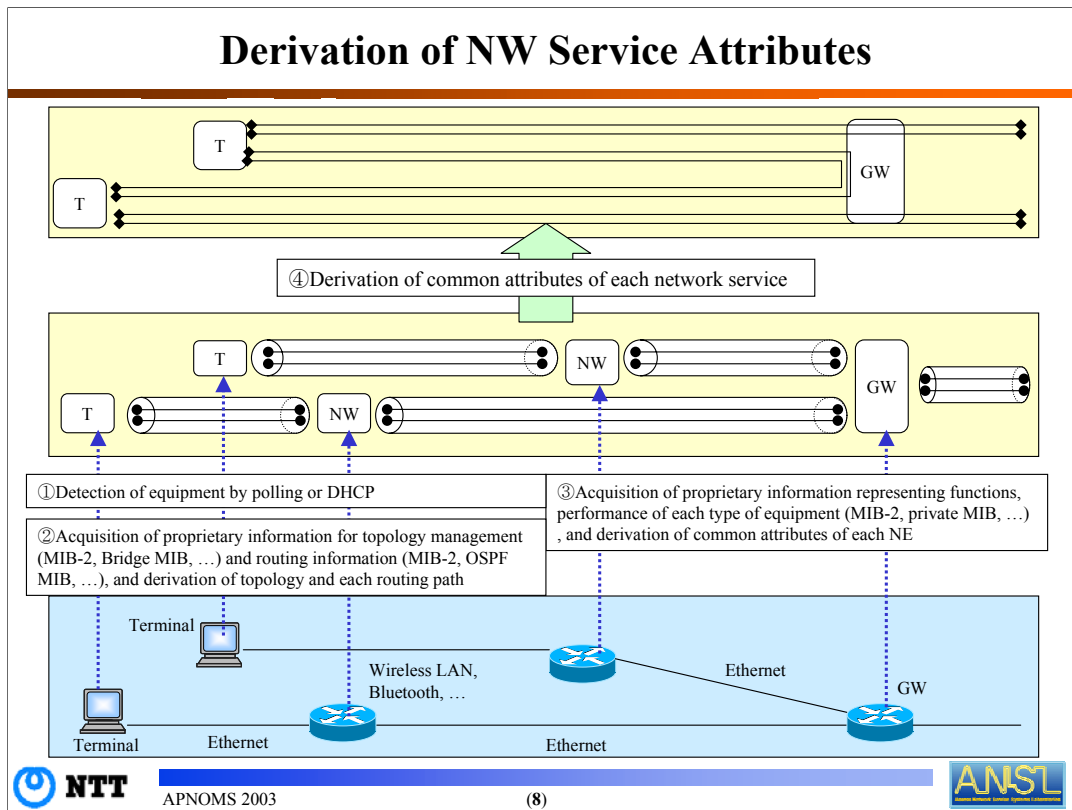 Derivation of NW Service Attributes
T
GW
T
④Derivation of common attributes of each network service
T
NW
GW
T
NW
①Detection of equipment by polling or DHCP
②Acquisition of proprietary information for topology management
(MIB-2, Bridge MIB, …) and routing information (MIB-2, OSPF
MIB, …), and derivation of topology and each routing path
③Acquisition of proprietary information representing functions,
performance of each type of equipment (MIB-2, private MIB, …)
, and derivation of common attributes of each NE
Terminal
Wireless LAN,
Bluetooth, …
Ethernet
GW
Terminal
Ethernet
Ethernet
NTT
APNOMS 2003
(8)
ANSL